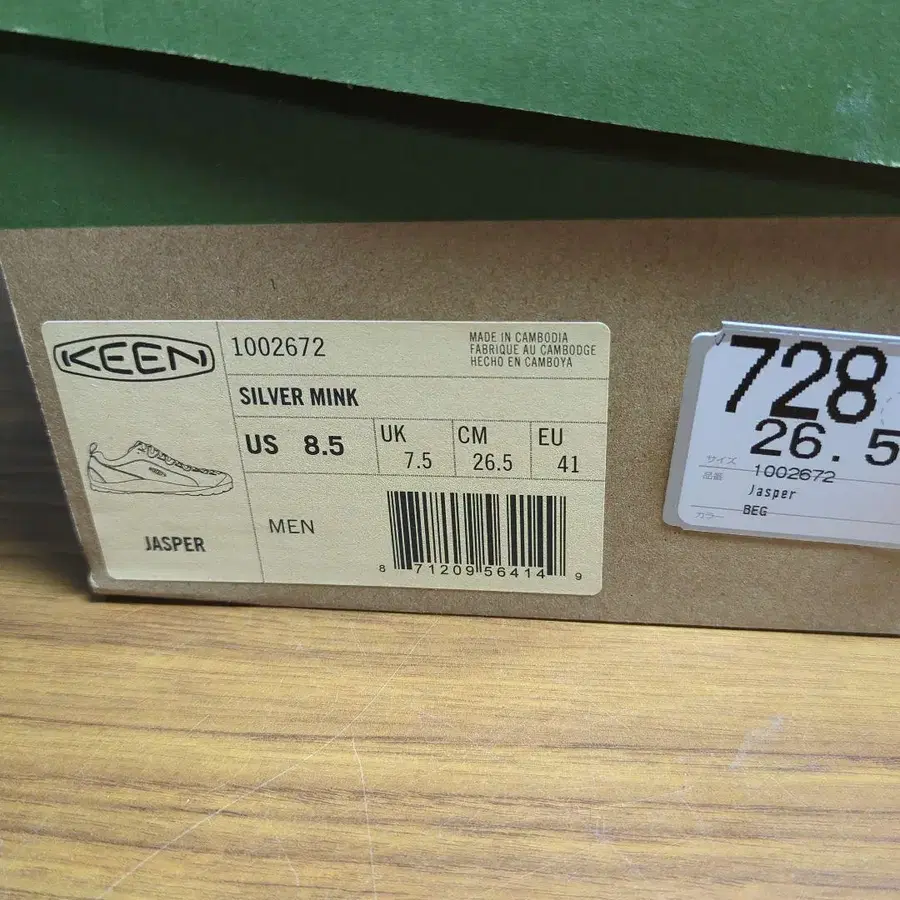 KEEN
1002672
MADE IN CAMBODIA
FABRIQUE AU CAMBODGE
HECHO EN CAMBOYA
SILVER MINK
US 8.5
UK 7.5
CM 26.5
EU 41
KEEN
JASPER
MEN
8 71209 56414 9
728
サイズ 26.5
品番 1002672
Jasper
カラー BEG